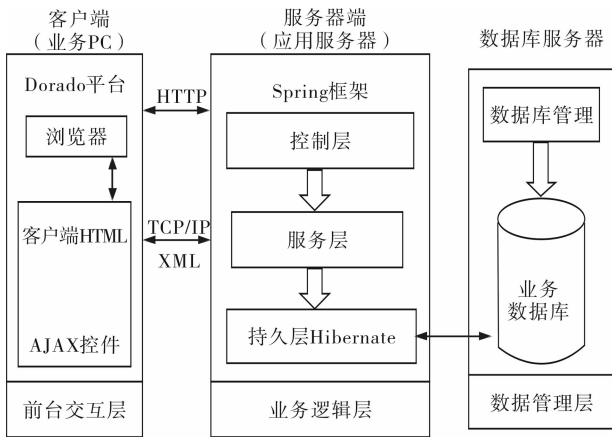 客户端
（业务PC）
Dorado平台
浏览器
客户端HTML
AJAX控件
前台交互层
HTTP
TCP/IP
XML
服务器端
（应用服务器）
Spring框架
控制层
服务层
持久层Hibernate
业务逻辑层
数据库服务器
数据库管理
业务
数据库
数据管理层